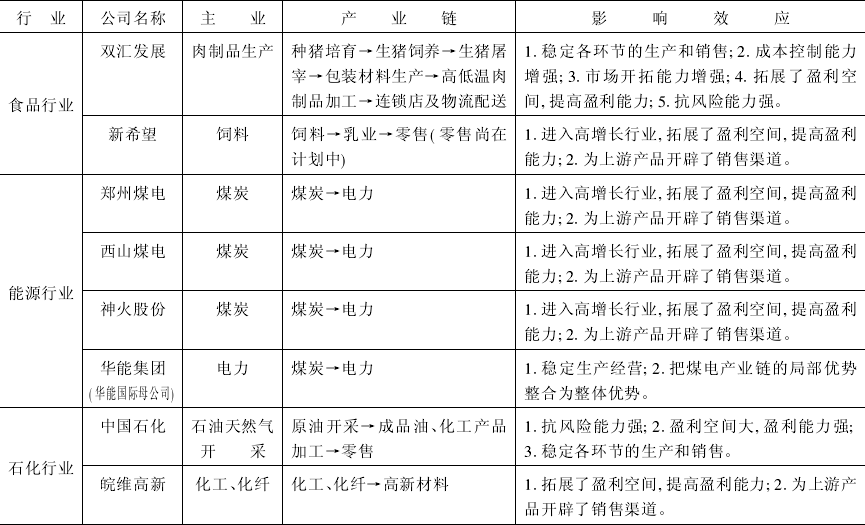 行 业 公司名称 主 业 产 业 链 影 响 效 应
食品行业
双汇发展 肉制品生产 种猪培育→生猪饲养→生猪屠
宰→包装材料生产→高低温肉
制品加工→连锁店及物流配送
1. 稳定各环节的生产和销售; 2. 成本控制能力
增强; 3. 市场开拓能力增强; 4. 拓展了盈利空
间, 提高盈利能力; 5. 抗风险能力强。
新希望 饲料 饲料→乳业→零售( 零售尚在
计划中)
1. 进入高增长行业, 拓展了盈利空间, 提高盈利
能力; 2. 为上游产品开辟了销售渠道。
能源行业
郑州煤电 煤炭 煤炭→电力
1. 进入高增长行业, 拓展了盈利空间, 提高盈利
能力; 2. 为上游产品开辟了销售渠道。
西山煤电 煤炭 煤炭→电力
1. 进入高增长行业, 拓展了盈利空间, 提高盈利
能力; 2. 为上游产品开辟了销售渠道。
神火股份 煤炭 煤炭→电力
1. 进入高增长行业, 拓展了盈利空间, 提高盈利
能力; 2. 为上游产品开辟了销售渠道。
华能集团
(华能国际母公司)
电力 煤炭→电力
1. 稳定生产经营; 2. 把煤电产业链的局部优势
整合为整体优势。
石化行业
中国石化 石油天然气
开 采
原油开采→成品油、化工产品
加工→零售
1. 抗风险能力强; 2. 盈利空间大, 盈利能力强;
3. 稳定各环节的生产和销售。
皖维高新 化工、化纤 化工、化纤→高新材料
1. 拓展了盈利空间, 提高盈利能力; 2. 为上游产
品开辟了销售渠道。